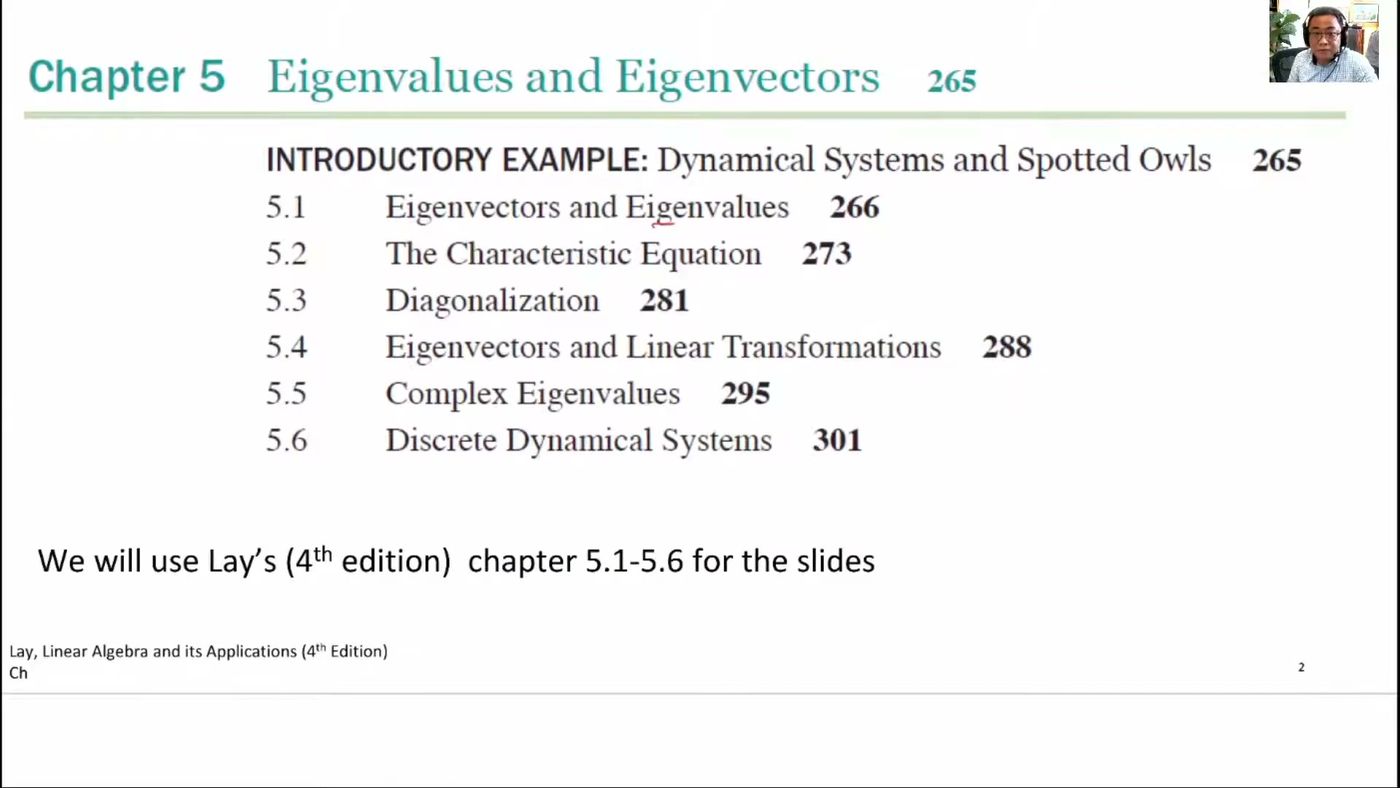 Chapter 5 Eigenvalues and Eigenvectors 265
INTRODUCTORY EXAMPLE: Dynamical Systems and Spotted Owls 265
5.1 Eigenvectors and Eigenvalues 266
5.2 The Characteristic Equation 273
5.3 Diagonalization 281
5.4 Eigenvectors and Linear Transformations 288
5.5 Complex Eigenvalues 295
5.6 Discrete Dynamical Systems 301
We will use Lay's (4th edition) chapter 5.1-5.6 for the slides
Lay, Linear Algebra and its Applications (4th Edition)
Ch
2